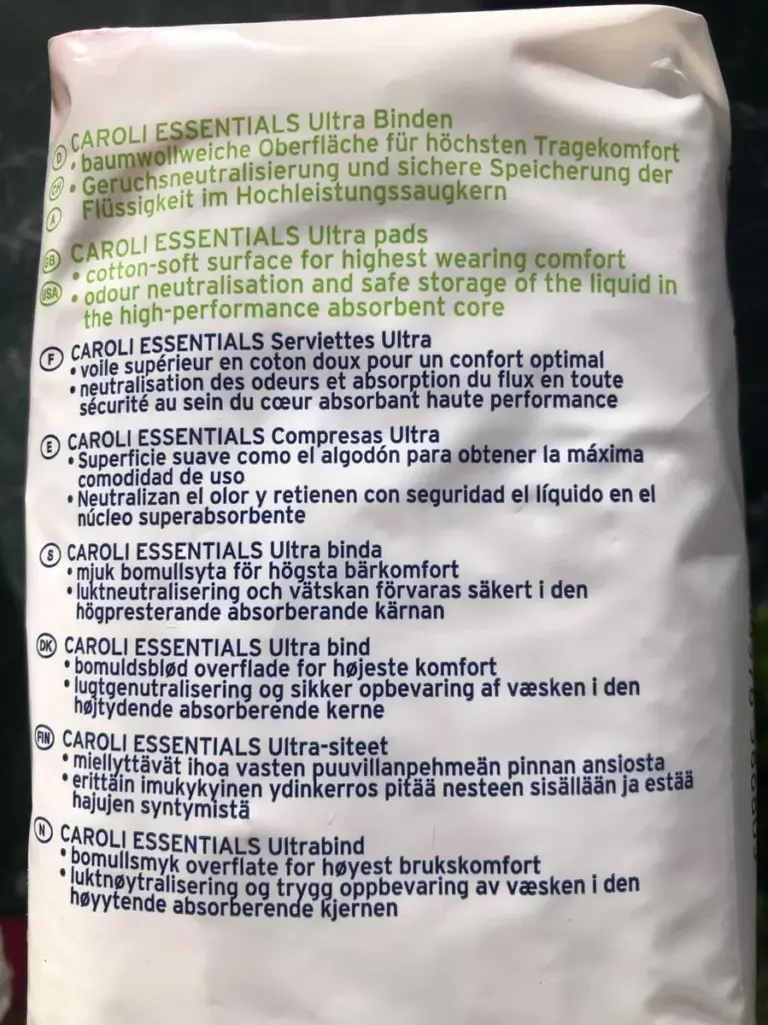 D CAROLI ESSENTIALS Ultra Binden
• baumwollweiche Oberfläche für höchsten Tragekomfort
CH • Geruchsneutralisierung und sichere Speicherung der
A Flüssigkeit im Hochleistungssaugkern
GB CAROLI ESSENTIALS Ultra pads
• cotton-soft surface for highest wearing comfort
USA • odour neutralisation and safe storage of the liquid in
the high-performance absorbent core
F CAROLI ESSENTIALS Serviettes Ultra
• voile supérieur en coton doux pour un confort optimal
• neutralisation des odeurs et absorption du flux en toute
sécurité au sein du cœur absorbant haute performance
E CAROLI ESSENTIALS Compresas Ultra
• Superficie suave como el algodón para obtener la máxima
comodidad de uso
• Neutralizan el olor y retienen con seguridad el líquido en el
núcleo superabsorbente
S CAROLI ESSENTIALS Ultra binda
• mjuk bomullsyta för högsta bärkomfort
• luktneutralisering och vätskan förvaras säkert i den
högpresterande absorberande kärnan
DK CAROLI ESSENTIALS Ultra bind
• bomuldsblød overflade for højeste komfort
• lugtgenutralisering og sikker opbevaring af væsken i den
højtydende absorberende kerne
FIN CAROLI ESSENTIALS Ultra-siteet
• miellyttävät ihoa vasten puuvillanpehmeän pinnan ansiosta
• erittäin imukykyinen ydinkerros pitää nesteen sisällään ja estää
hajujen syntymistä
N CAROLI ESSENTIALS Ultrabind
• bomullsmyk overflate for høyest brukskomfort
• luktnøytralisering og trygg oppbevaring av væsken i den
høyytende absorberende kjernen